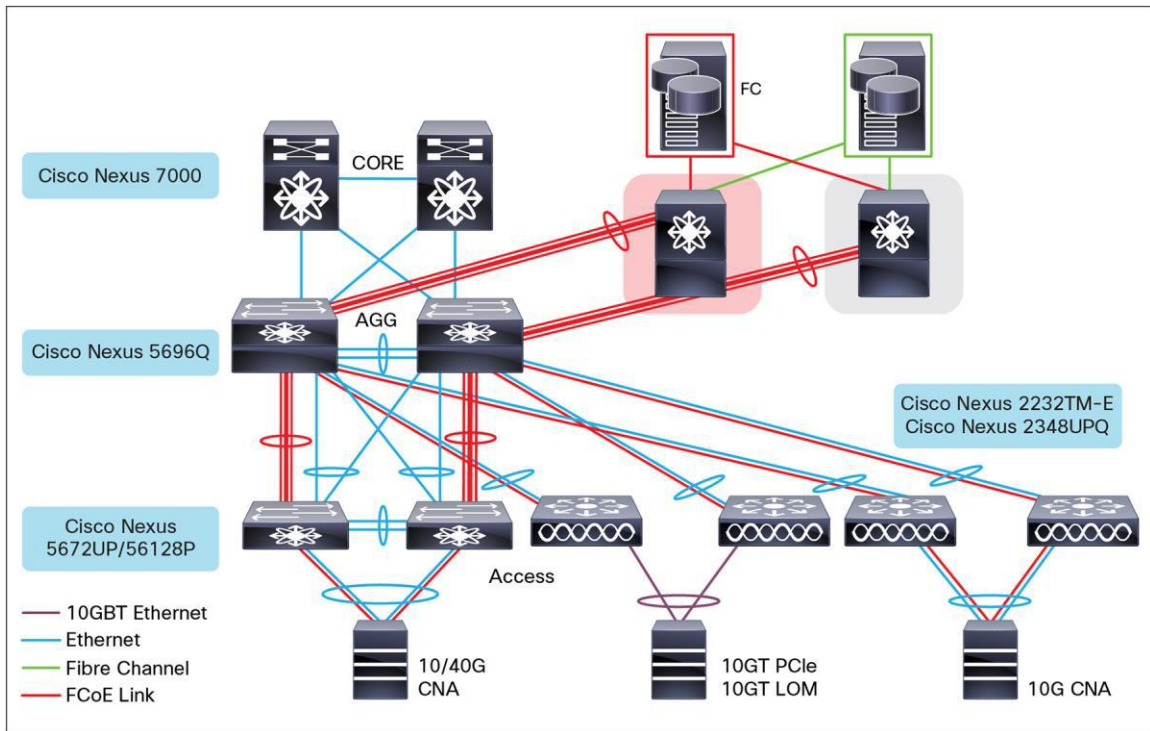 FC
CORE
Cisco Nexus 7000
AGG
Cisco Nexus 5696Q
Cisco Nexus 2232TM-E
Cisco Nexus 2348UPQ
Cisco Nexus
5672UP/56128P
Access
10GBT Ethernet
Ethernet
Fibre Channel
FCoE Link
10/40G
CNA
10GT PCIe
10GT LOM
10G CNA